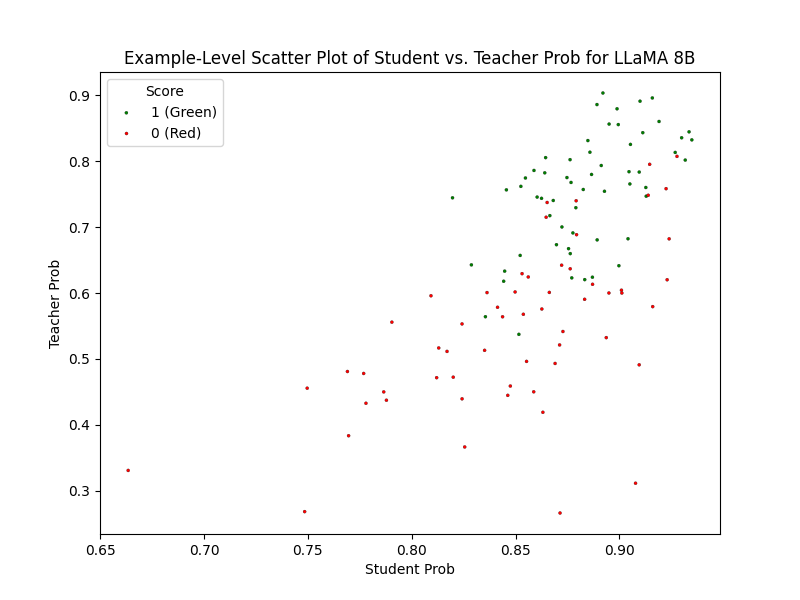 Example-Level Scatter Plot of Student vs. Teacher Prob for LLaMA 8B
Score
1 (Green)
0 (Red)
Teacher Prob
0.9
0.8
0.7
0.6
0.5
0.4
0.3
0.65 0.70 0.75 0.80 0.85 0.90
Student Prob